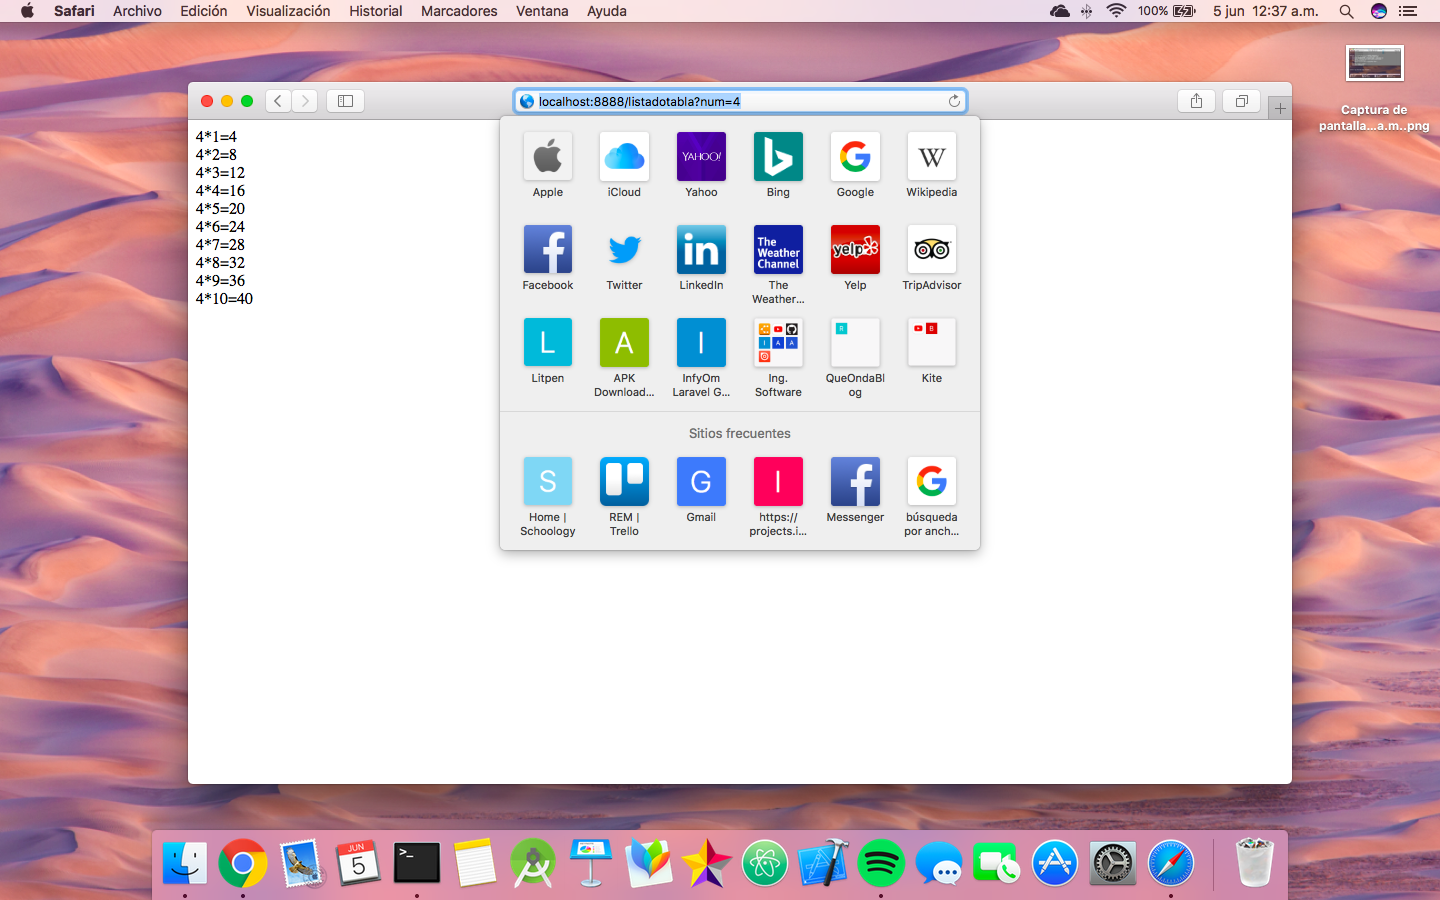 Safari Archivo Edición Visualización Historial Marcadores Ventana Ayuda 100% 5 jun 12:37 a.m.
Captura de
pantalla...a.m..png
localhost:8888/listadotabla?num=4
4*1=4
4*2=8
4*3=12
4*4=16
4*5=20
4*6=24
4*7=28
4*8=32
4*9=36
4*10=40
YAHOO!
W
Apple iCloud Yahoo Bing Google Wikipedia
in
The
Weather
Channel
yelp
Facebook Twitter LinkedIn The
Weather... Yelp TripAdvisor
L A I
R
B
I A A
Litpen APK
Download... InfyOm
Laravel G... Ing.
Software QueOndaBl
og Kite
Sitios frecuentes
S G I
Home |
Schoology REM |
Trello Gmail https://
projects.i... Messenger búsqueda
por anch...
JUN
5
>_